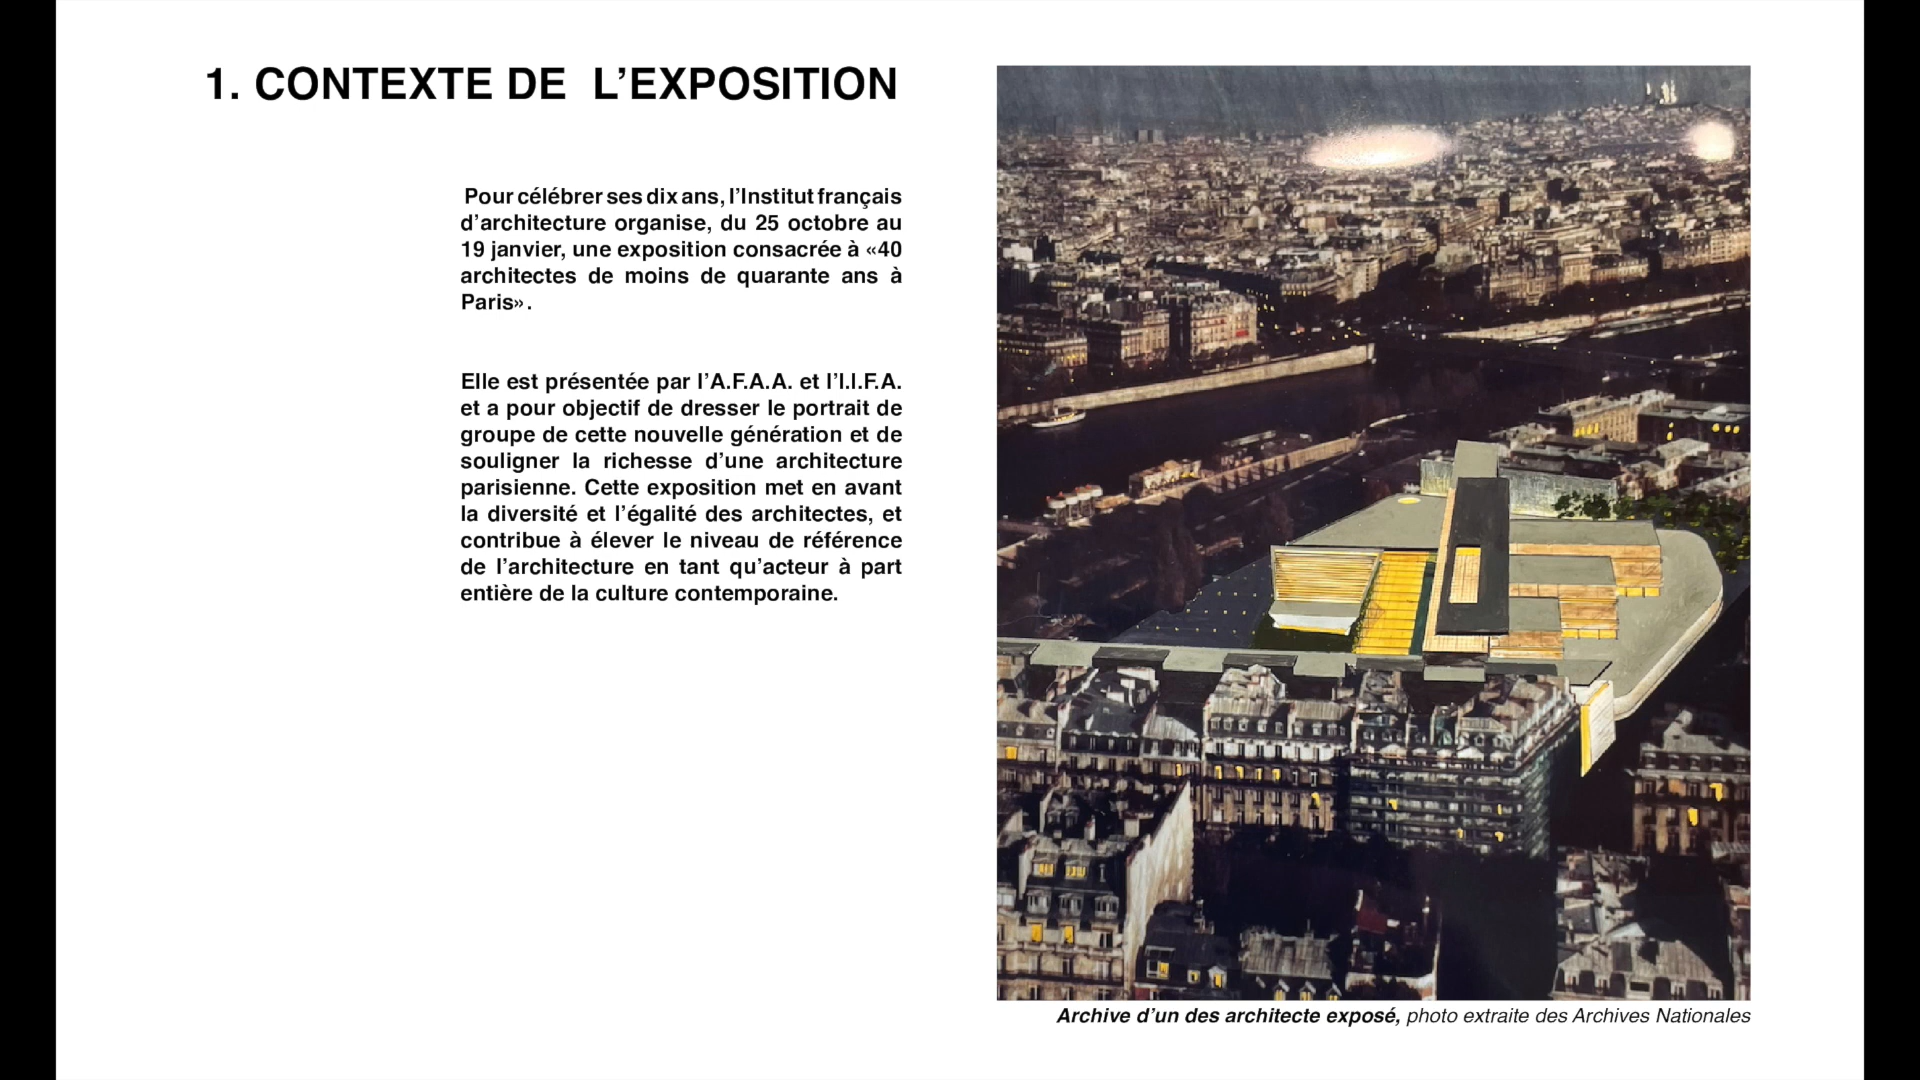 1. CONTEXTE DE L’EXPOSITION
Pour célébrer ses dix ans, l’Institut français
d’architecture organise, du 25 octobre au
19 janvier, une exposition consacrée à «40
architectes de moins de quarante ans à
Paris».
Elle est présentée par l’A.F.A.A. et l’I.I.F.A.
et a pour objectif de dresser le portrait de
groupe de cette nouvelle génération et de
souligner la richesse d’une architecture
parisienne. Cette exposition met en avant
la diversité et l’égalité des architectes, et
contribue à élever le niveau de référence
de l’architecture en tant qu’acteur à part
entière de la culture contemporaine.
Archive d’un des architecte exposé, photo extraite des Archives Nationales